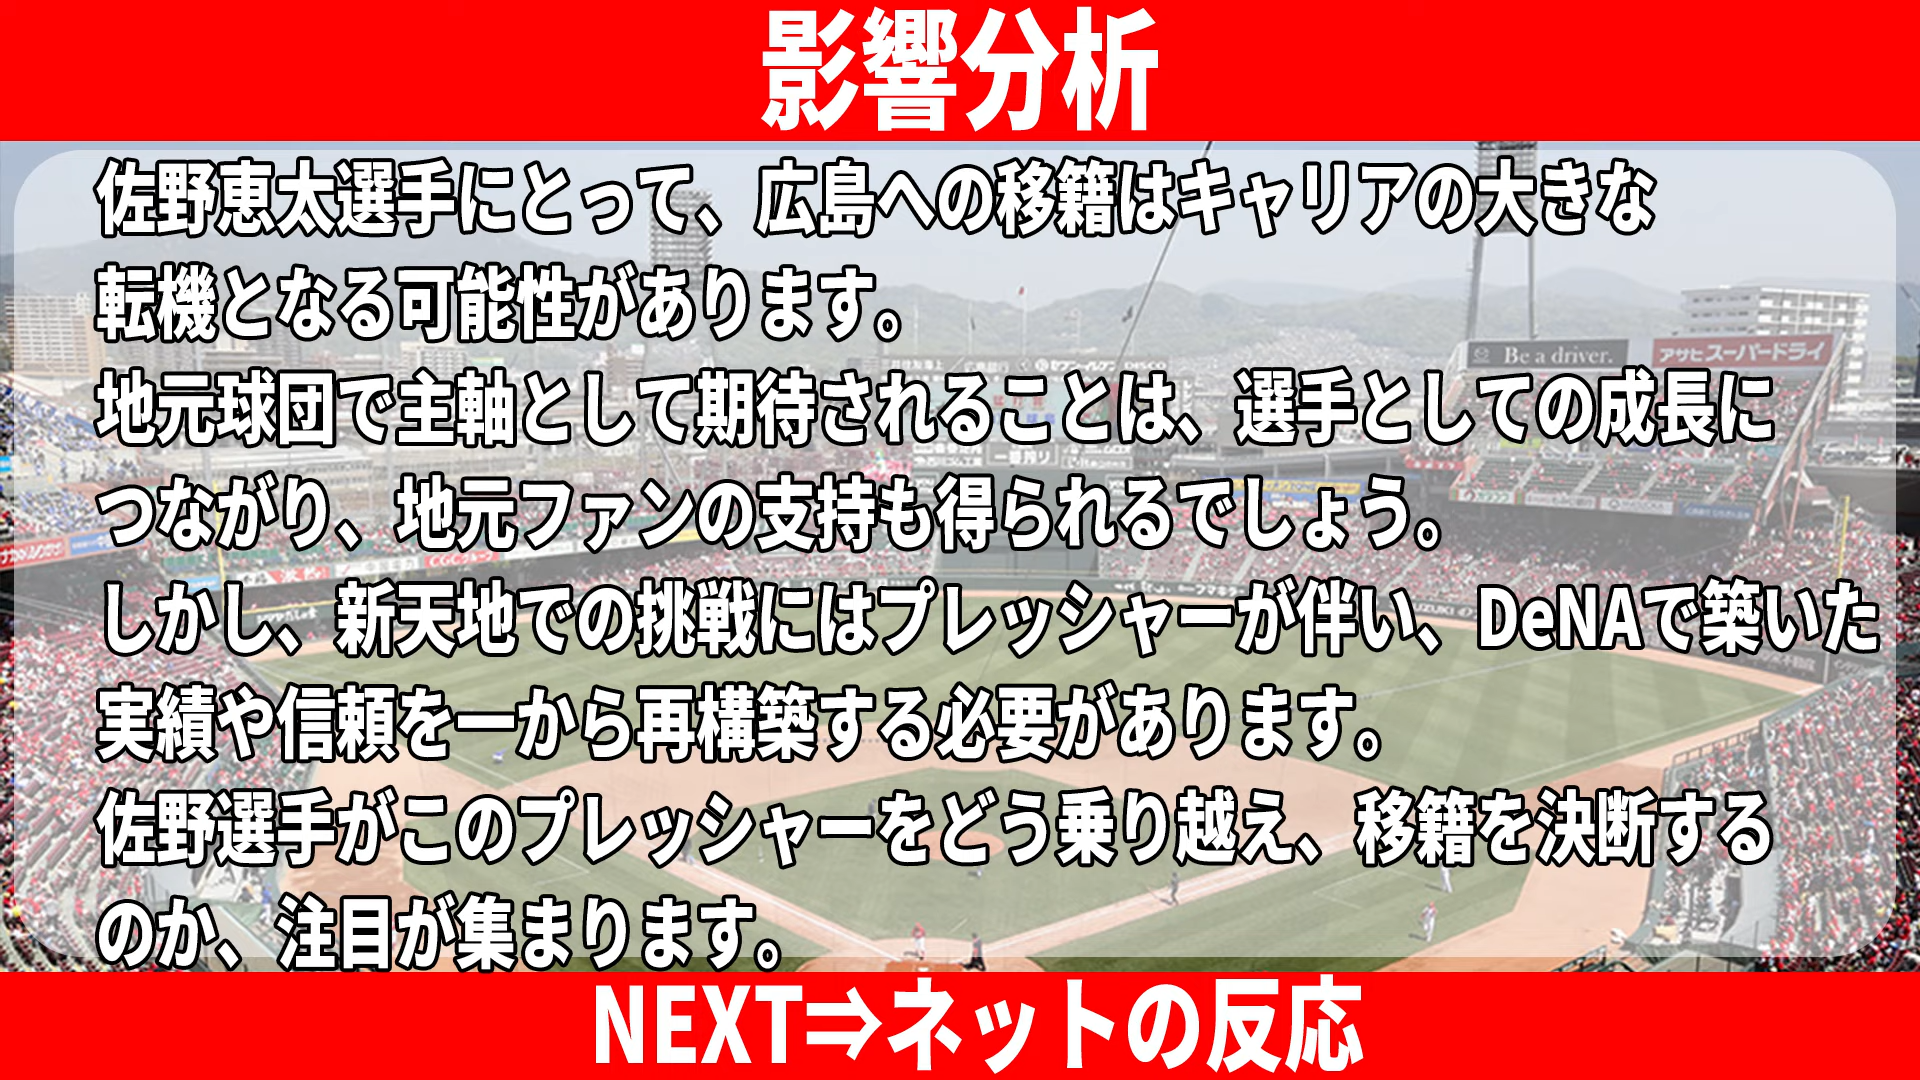 影響分析
佐野恵太選手にとって、広島への移籍はキャリアの大きな
転機となる可能性があります。
Be a driver.
アサヒスーパードライ
地元球団で主軸として期待されることは、選手としての成長に
つながり、地元ファンの支持も得られるでしょう。
しかし、新天地での挑戦にはプレッシャーが伴い、DeNAで築いた
実績や信頼を一から再構築する必要があります。
佐野選手がこのプレッシャーをどう乗り越え、移籍を決断する
のか、注目が集まります。
NEXT⇒ネットの反応